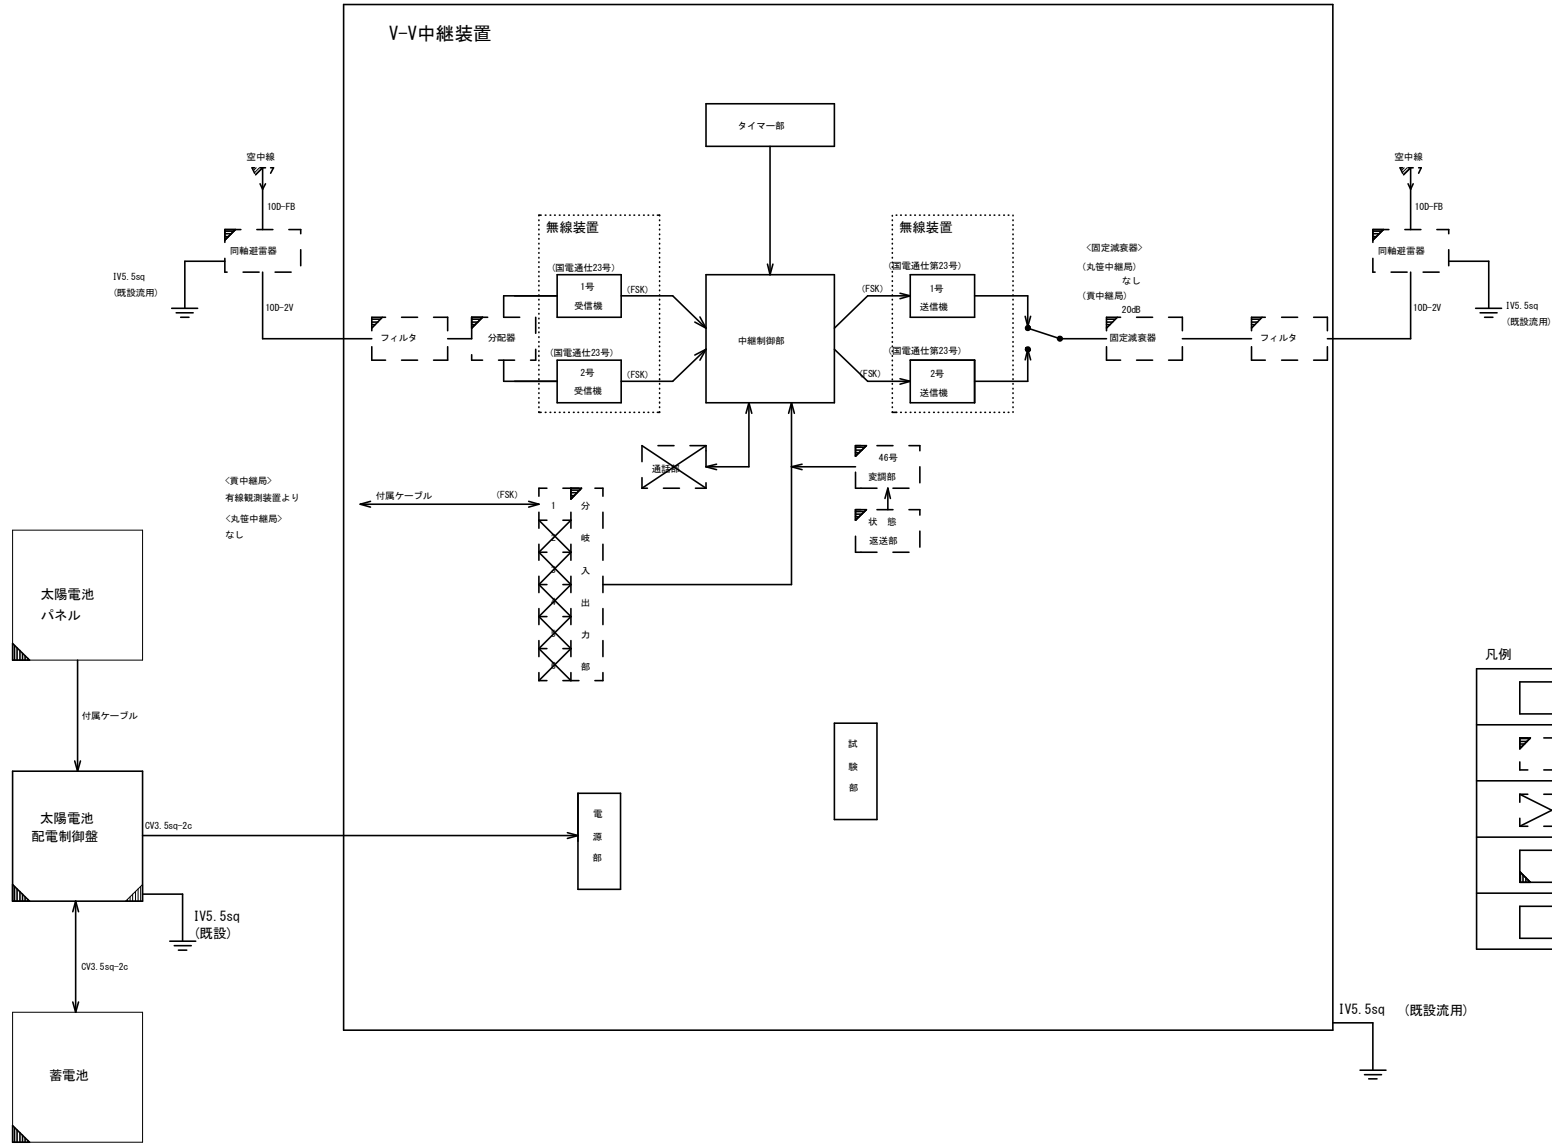 V-V中継装置
タイマー部
空中線
10D-FB
同軸避雷器
IV5.5sq
(既設流用)
10D-2V
フィルタ
分配器
無線装置
(国電通仕23号)
1号
受信機
(FSK)
(国電通仕23号)
2号
受信機
(FSK)
中継制御部
無線装置
(国電通仕第23号)
(FSK)
1号
送信機
(国電通仕第23号)
(FSK)
2号
送信機
<固定減衰器>
(丸笹中継局)
なし
(貢中継局)
20dB
固定減衰器
フィルタ
空中線
10D-FB
同軸避雷器
10D-2V
IV5.5sq
(既設流用)
通話部
46号
変調部
状 態
返送部
<貢中継局>
有線観測装置より
<丸笹中継局>
なし
付属ケーブル
(FSK)
1
2
3
4
5
6
分
岐
入
出
力
部
太陽電池
パネル
付属ケーブル
太陽電池
配電制御盤
CV3.5sq-2c
IV5.5sq
(既設)
CV3.5sq-2c
蓄電池
電
源
部
試
験
部
凡例
IV5.5sq (既設流用)